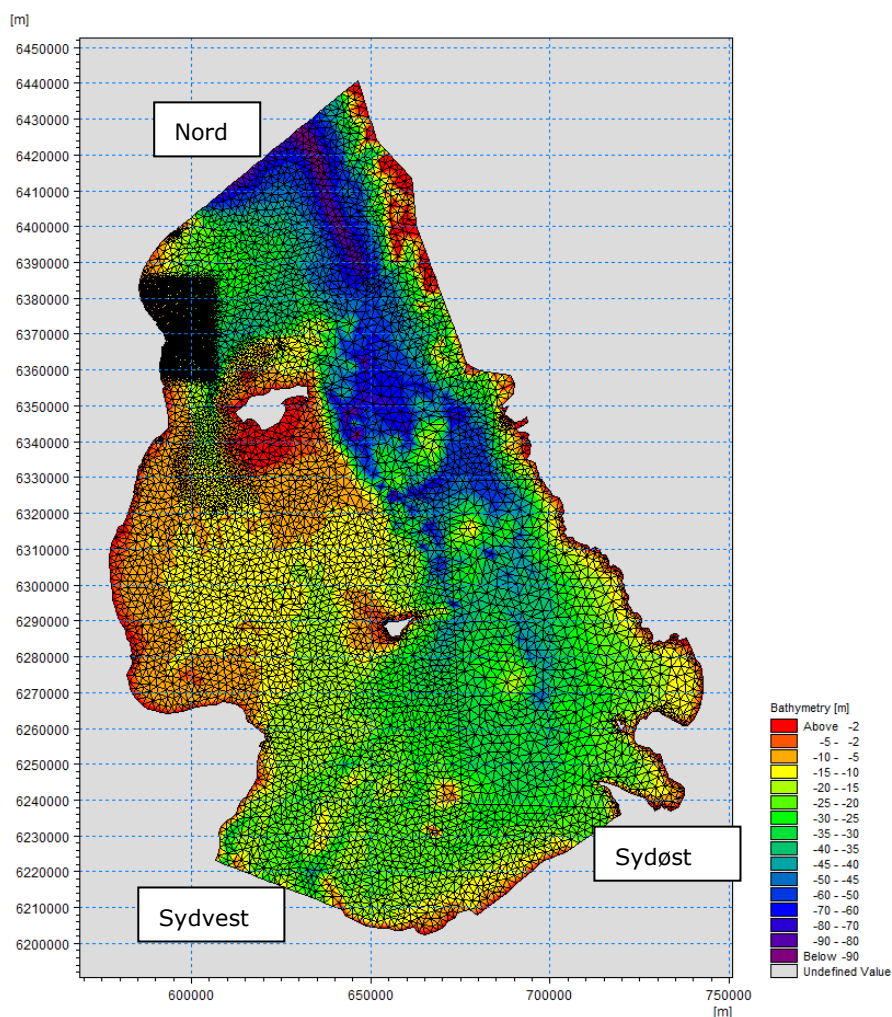 [m]
6450000
6440000
6430000
6420000
6410000
6400000
6390000
6380000
6370000
6360000
6350000
6340000
6330000
6320000
6310000
6300000
6290000
6280000
6270000
6260000
6250000
6240000
6230000
6220000
6210000
6200000
Nord
Sydvest
Sydøst
600000
650000
700000
750000
[m]
Bathymetry [m]
Above -2
-5 - -2
-10 - -5
-15 - -10
-20 - -15
-25 - -20
-30 - -25
-35 - -30
-40 - -35
-45 - -40
-50 - -45
-60 - -50
-70 - -60
-80 - -70
-90 - -80
Below -90
Undefined Value